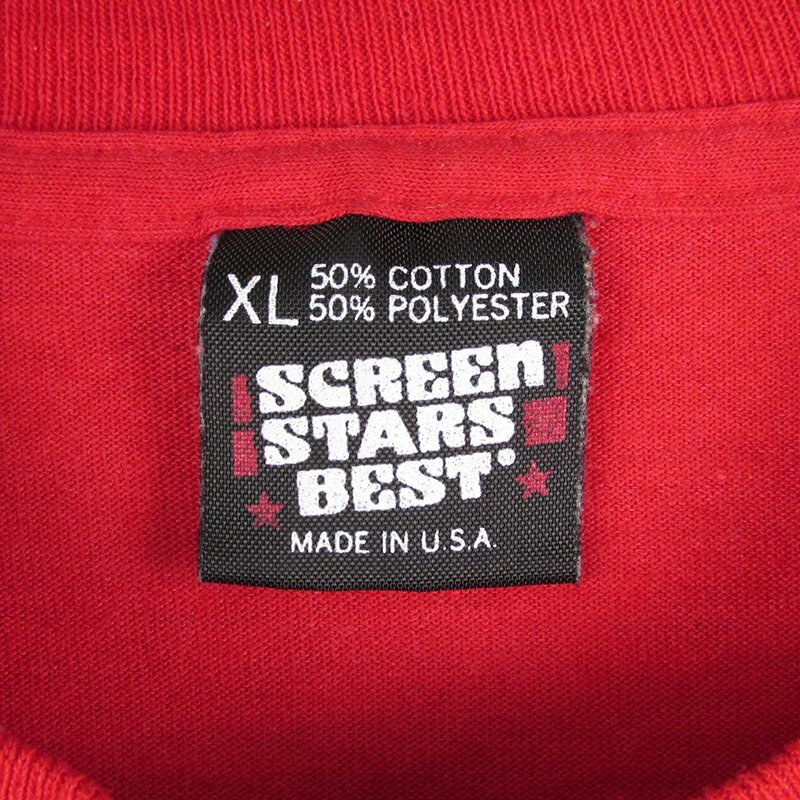 XL 50% COTTON
50% POLYESTER
SCREEN
STARS
BEST®
MADE IN U.S.A.